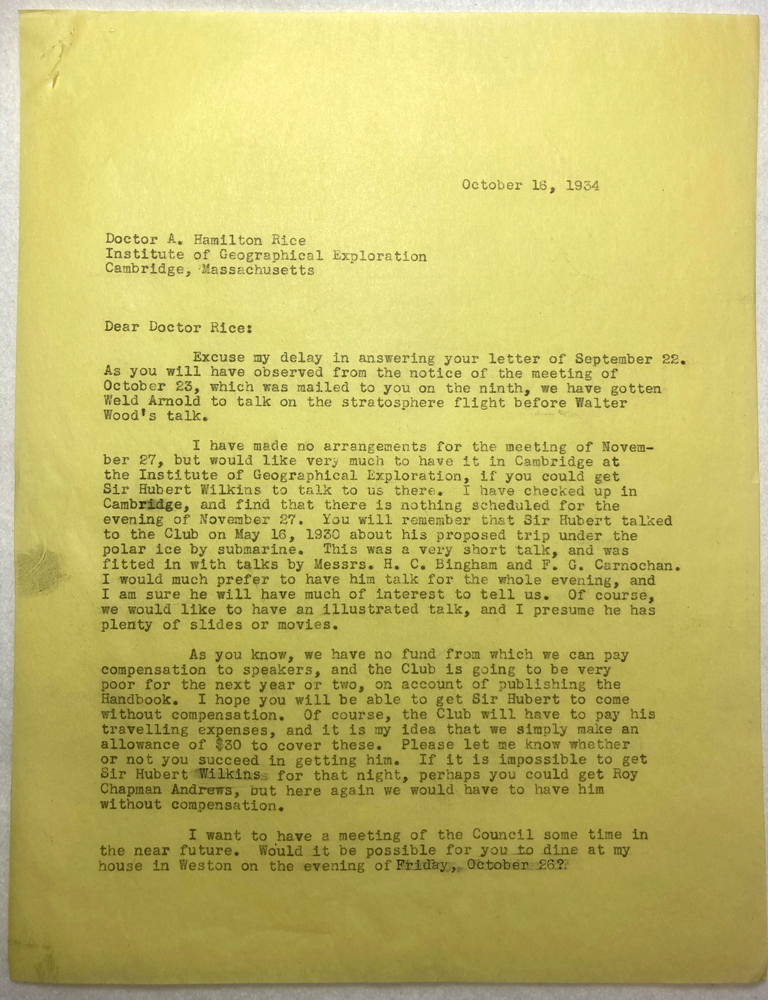 October 16, 1934
Doctor A. Hamilton Rice
Institute of Geographical Exploration
Cambridge, Massachusetts
Dear Doctor Rice:
Excuse my delay in answering your letter of September 22.
As you will have observed from the notice of the meeting of
October 23, which was mailed to you on the ninth, we have gotten
Weld Arnold to talk on the stratosphere flight before Walter
Wood's talk.
I have made no arrangements for the meeting of Novem-
ber 27, but would like very much to have it in Cambridge at
the Institute of Geographical Exploration, if you could get
Sir Hubert Wilkins to talk to us there. I have checked up in
Cambridge, and find that there is nothing scheduled for the
evening of November 27. You will remember that Sir Hubert talked
to the Club on May 16, 1930 about his proposed trip under the
polar ice by submarine. This was a very short talk, and was
fitted in with talks by Messrs. H. C. Bingham and F. G. Carnochan.
I would much prefer to have him talk for the whole evening, and
I am sure he will have much of interest to tell us. Of course,
we would like to have an illustrated talk, and I presume he has
plenty of slides or movies.
As you know, we have no fund from which we can pay
compensation to speakers, and the Club is going to be very
poor for the next year or two, on account of publishing the
Handbook. I hope you will be able to get Sir Hubert to come
without compensation. Of course, the Club will have to pay his
travelling expenses, and it is my idea that we simply make an
allowance of $30 to cover these. Please let me know whether
or not you succeed in getting him. If it is impossible to get
Sir Hubert Wilkins for that night, perhaps you could get Roy
Chapman Andrews, but here again we would have to have him
without compensation.
I want to have a meeting of the Council some time in
the near future. Would it be possible for you to dine at my
house in Weston on the evening of Friday, October 26?